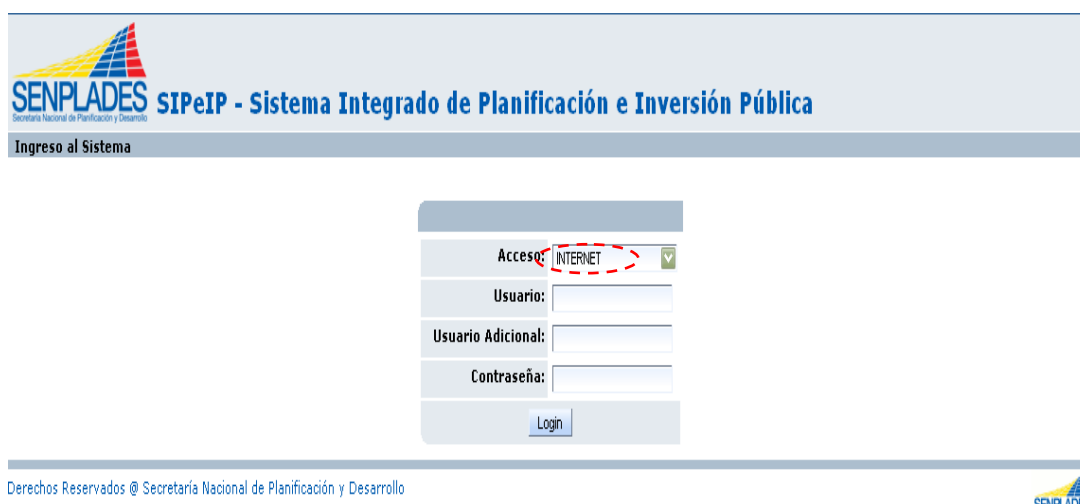 SENPLADES
Secretaría Nacional de Planificación y Desarrollo
SIPeIP - Sistema Integrado de Planificación e Inversión Pública
Ingreso al Sistema
Acceso: INTERNET
Usuario:
Usuario Adicional:
Contraseña:
Login
Derechos Reservados @ Secretaría Nacional de Planificación y Desarrollo
SENPLADE